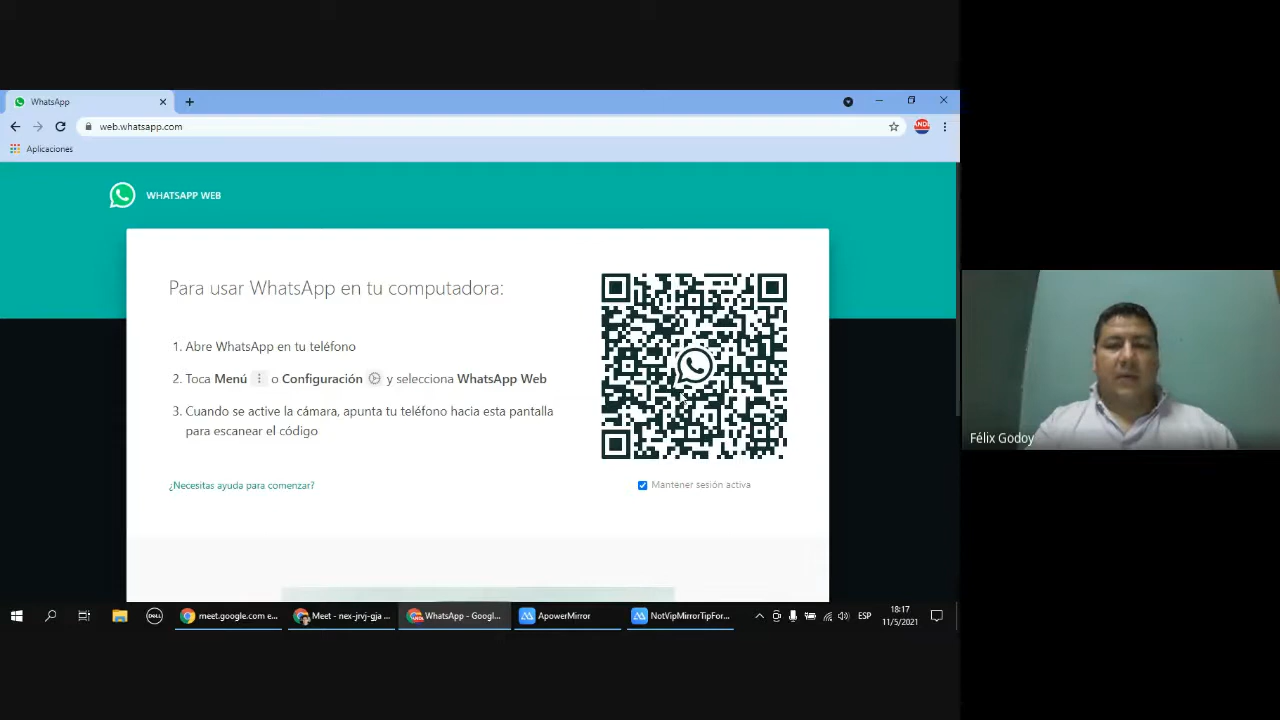 WhatsApp
web.whatsapp.com
Aplicaciones
WHATSAPP WEB
Para usar WhatsApp en tu computadora:
1. Abre WhatsApp en tu teléfono
2. Toca Menú o Configuración y selecciona WhatsApp Web
3. Cuando se active la cámara, apunta tu teléfono hacia esta pantalla
para escanear el código
¿Necesitas ayuda para comenzar?
Mantener sesión activa
Félix Godoy
DELL
meet.google.com e...
Meet - nex-jrvj-gja ...
WhatsApp - Googl...
ApowerMirror
NotVipMirrorTipFor...
ESP
18:17
11/5/2021